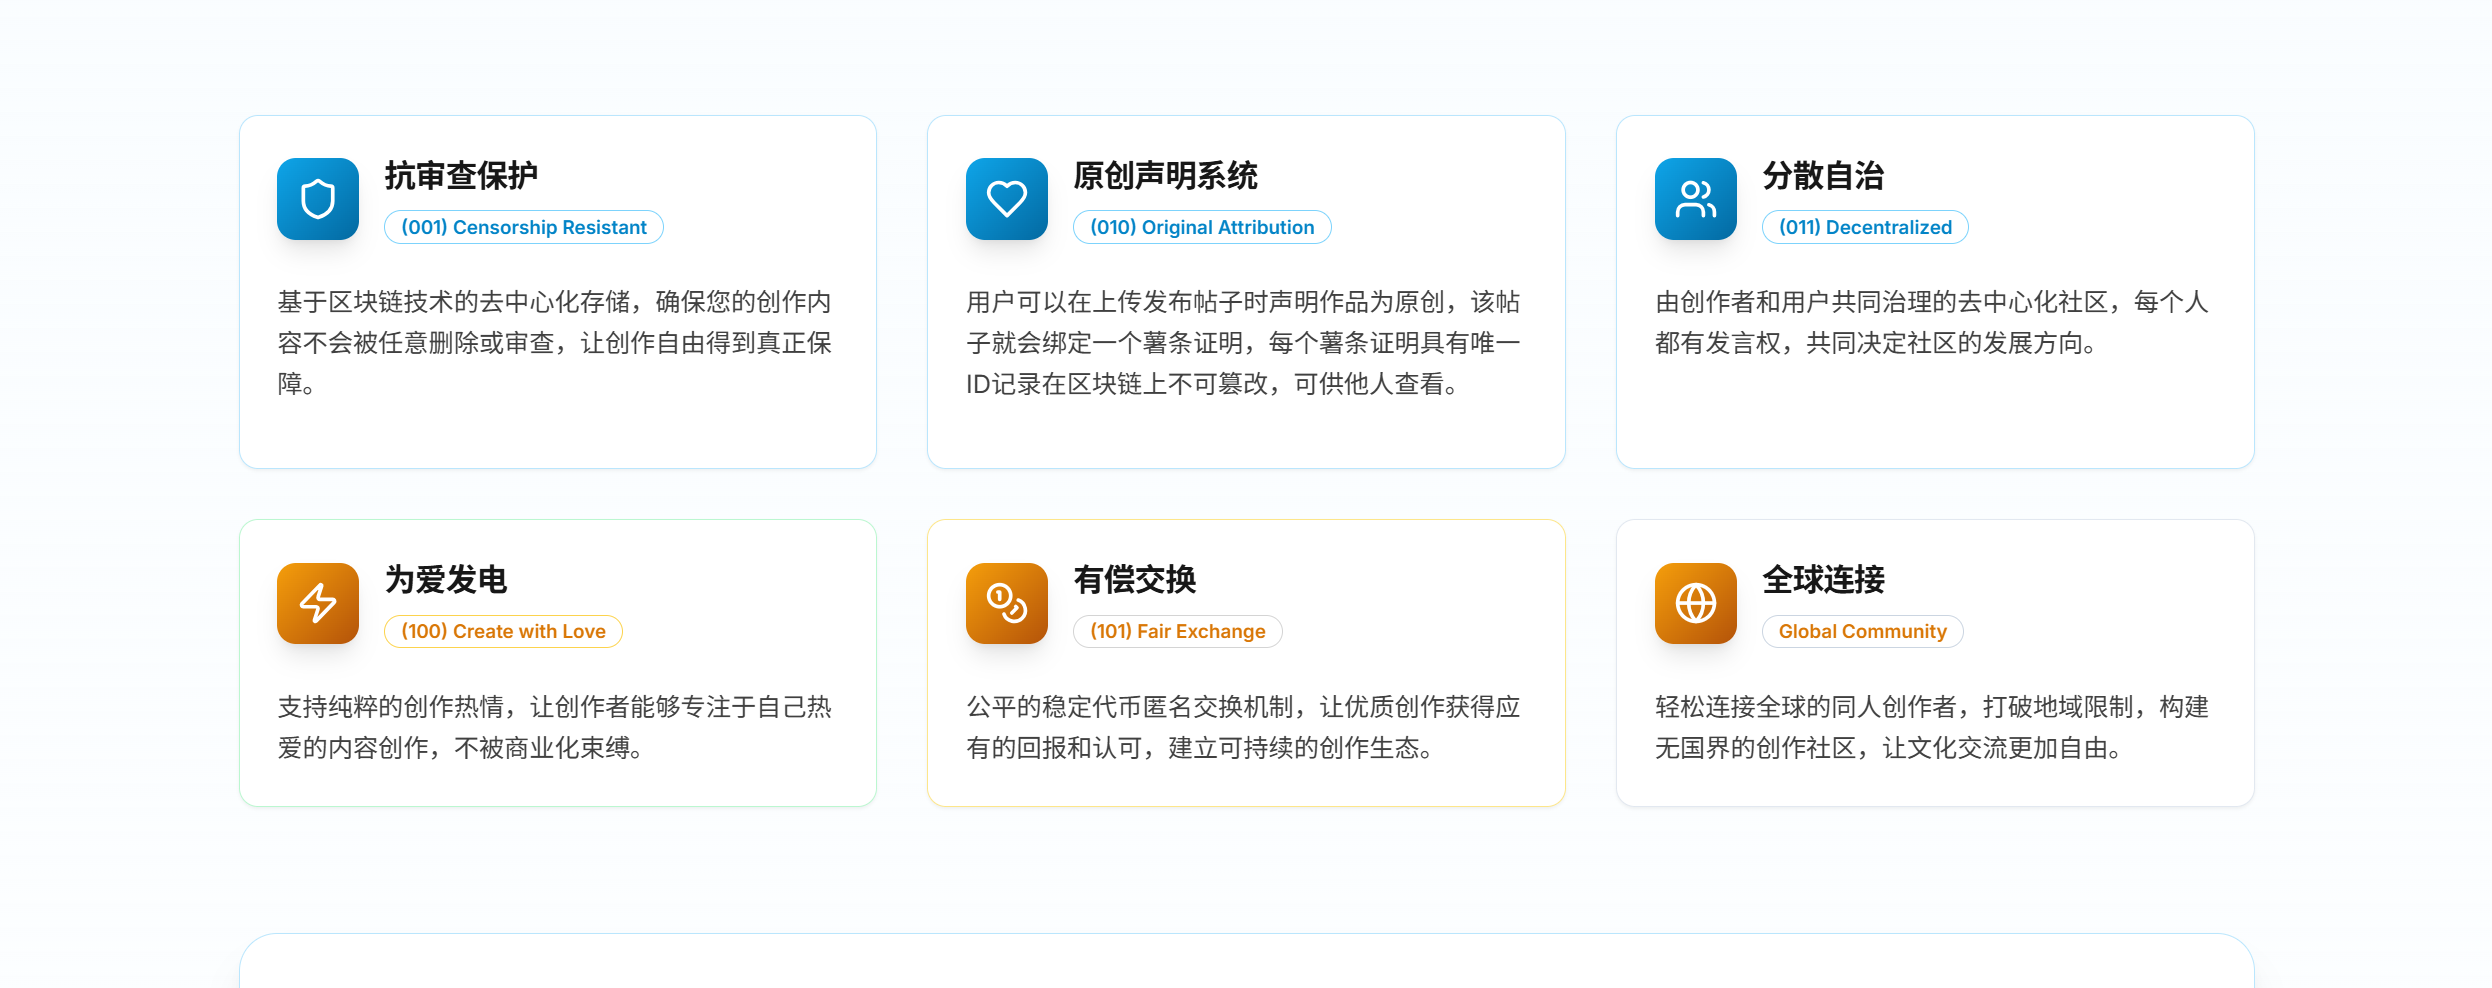 抗审查保护
(001) Censorship Resistant
基于区块链技术的去中心化存储，确保您的创作内
容不会被任意删除或审查，让创作自由得到真正保
障。
原创声明系统
(010) Original Attribution
用户可以在上传发布帖子时声明作品为原创，该帖
子就会绑定一个薯条证明，每个薯条证明具有唯一
ID记录在区块链上不可篡改，可供他人查看。
分散自治
(011) Decentralized
由创作者和用户共同治理的去中心化社区，每个人
都有发言权，共同决定社区的发展方向。
为爱发电
(100) Create with Love
支持纯粹的创作热情，让创作者能够专注于自己热
爱的内容创作，不被商业化束缚。
有偿交换
(101) Fair Exchange
公平的稳定代币匿名交换机制，让优质创作获得应
有的回报和认可，建立可持续的创作生态。
全球连接
Global Community
轻松连接全球的同人创作者，打破地域限制，构建
无国界的创作社区，让文化交流更加自由。